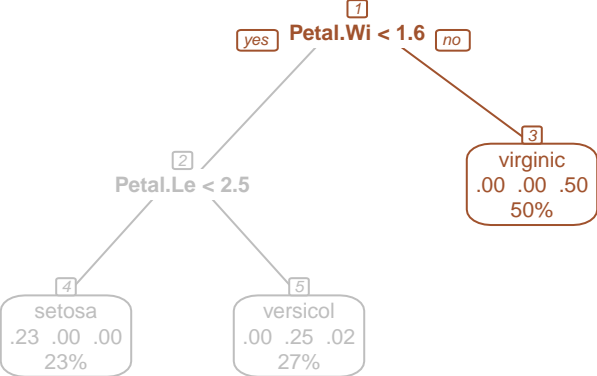 1
yes Petal.Wi < 1.6 no
3
virginic
.00 .00 .50
50%
2
Petal.Le < 2.5
4
setosa
.23 .00 .00
23%
5
versicol
.00 .25 .02
27%